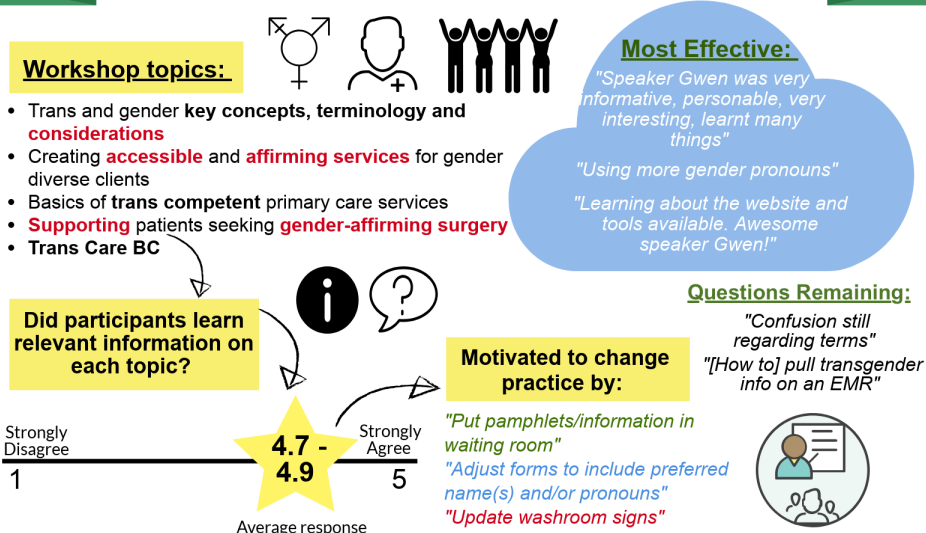 Workshop topics:
• Trans and gender key concepts, terminology and
considerations
• Creating accessible and affirming services for gender
diverse clients
• Basics of trans competent primary care services
• Supporting patients seeking gender-affirming surgery
• Trans Care BC
Most Effective:
"Speaker Gwen was very
informative, personable, very
interesting, learnt many
things"
"Using more gender pronouns"
"Learning about the website and
tools available. Awesome
speaker Gwen!"
Did participants learn
relevant information on
each topic?
i
?
Questions Remaining:
"Confusion still
regarding terms"
"[How to] pull transgender
info on an EMR"
Motivated to change
practice by:
"Put pamphlets/information in
waiting room"
"Adjust forms to include preferred
name(s) and/or pronouns"
"Update washroom signs"
Strongly
Disagree
1
4.7 -
4.9
Strongly
Agree
5
Average response